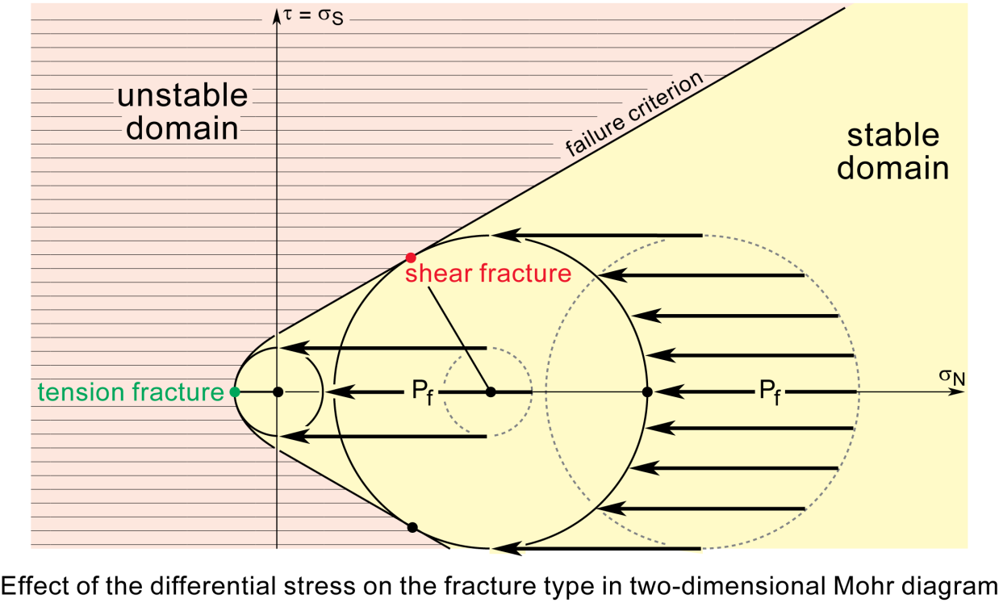 τ = σS
unstable
domain
failure criterion
stable
domain
shear fracture
tension fracture
Pf
Pf
σN
Effect of the differential stress on the fracture type in two-dimensional Mohr diagram